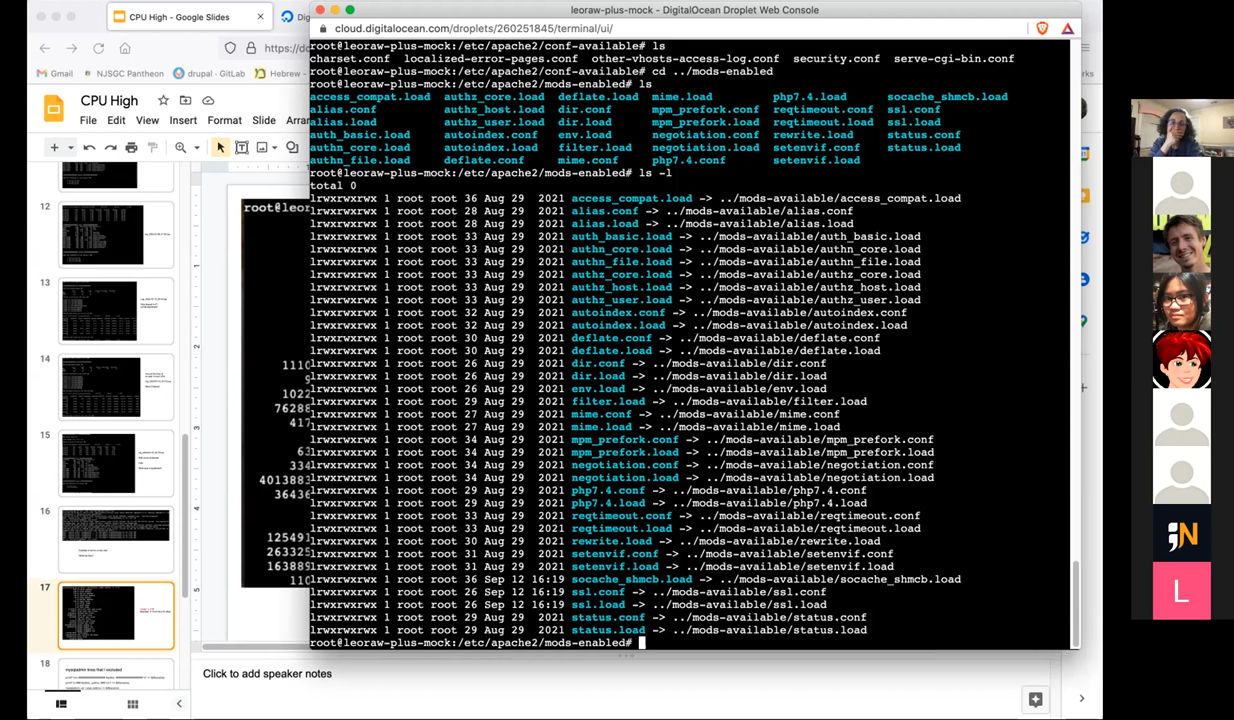 CPU High - Google Slides
leoraw-plus-mock - DigitalOcean Droplet Web Console
cloud.digitalocean.com/droplets/260251845/terminal/ui/
Gmail
NJSGC Pantheon
drupal · GitLab
Hebrew -
CPU High
File Edit View Insert Format Slide
root@leoraw-plus-mock:/etc/apache2/conf-available# ls
charset.conf localized-error-pages.conf other-vhosts-access-log.conf security.conf serve-cgi-bin.conf
root@leoraw-plus-mock:/etc/apache2/conf-available# cd ../mods-enabled
root@leoraw-plus-mock:/etc/apache2/mods-enabled# ls
access_compat.load authz_core.load deflate.load mime.load php7.4.load socache_shmcb.load
alias.conf authz_host.load dir.conf mpm_prefork.conf reqtimeout.conf ssl.conf
alias.load authz_user.load dir.load mpm_prefork.load reqtimeout.load ssl.load
auth_basic.load autoindex.conf env.load negotiation.conf rewrite.load status.conf
authn_core.load autoindex.load filter.load negotiation.load setenvif.conf status.load
authn_file.load deflate.conf mime.conf php7.4.conf setenvif.load
root@leoraw-plus-mock:/etc/apache2/mods-enabled# ls -l
total 0
lrwxrwxrwx 1 root root 36 Aug 29 2021 access_compat.load -> ../mods-available/access_compat.load
lrwxrwxrwx 1 root root 28 Aug 29 2021 alias.conf -> ../mods-available/alias.conf
lrwxrwxrwx 1 root root 28 Aug 29 2021 alias.load -> ../mods-available/alias.load
lrwxrwxrwx 1 root root 33 Aug 29 2021 auth_basic.load -> ../mods-available/auth_basic.load
lrwxrwxrwx 1 root root 33 Aug 29 2021 authn_core.load -> ../mods-available/authn_core.load
lrwxrwxrwx 1 root root 33 Aug 29 2021 authn_file.load -> ../mods-available/authn_file.load
lrwxrwxrwx 1 root root 33 Aug 29 2021 authz_core.load -> ../mods-available/authz_core.load
lrwxrwxrwx 1 root root 33 Aug 29 2021 authz_host.load -> ../mods-available/authz_host.load
lrwxrwxrwx 1 root root 33 Aug 29 2021 authz_user.load -> ../mods-available/authz_user.load
lrwxrwxrwx 1 root root 32 Aug 29 2021 autoindex.conf -> ../mods-available/autoindex.conf
lrwxrwxrwx 1 root root 32 Aug 29 2021 autoindex.load -> ../mods-available/autoindex.load
lrwxrwxrwx 1 root root 30 Aug 29 2021 deflate.conf -> ../mods-available/deflate.conf
lrwxrwxrwx 1 root root 30 Aug 29 2021 deflate.load -> ../mods-available/deflate.load
lrwxrwxrwx 1 root root 26 Aug 29 2021 dir.conf -> ../mods-available/dir.conf
lrwxrwxrwx 1 root root 26 Aug 29 2021 dir.load -> ../mods-available/dir.load
lrwxrwxrwx 1 root root 26 Aug 29 2021 env.load -> ../mods-available/env.load
lrwxrwxrwx 1 root root 29 Aug 29 2021 filter.load -> ../mods-available/filter.load
lrwxrwxrwx 1 root root 27 Aug 29 2021 mime.conf -> ../mods-available/mime.conf
lrwxrwxrwx 1 root root 27 Aug 29 2021 mime.load -> ../mods-available/mime.load
lrwxrwxrwx 1 root root 34 Aug 29 2021 mpm_prefork.conf -> ../mods-available/mpm_prefork.conf
lrwxrwxrwx 1 root root 34 Aug 29 2021 mpm_prefork.load -> ../mods-available/mpm_prefork.load
lrwxrwxrwx 1 root root 34 Aug 29 2021 negotiation.conf -> ../mods-available/negotiation.conf
lrwxrwxrwx 1 root root 34 Aug 29 2021 negotiation.load -> ../mods-available/negotiation.load
lrwxrwxrwx 1 root root 29 Aug 29 2021 php7.4.conf -> ../mods-available/php7.4.conf
lrwxrwxrwx 1 root root 29 Aug 29 2021 php7.4.load -> ../mods-available/php7.4.load
lrwxrwxrwx 1 root root 33 Aug 29 2021 reqtimeout.conf -> ../mods-available/reqtimeout.conf
lrwxrwxrwx 1 root root 33 Aug 29 2021 reqtimeout.load -> ../mods-available/reqtimeout.load
lrwxrwxrwx 1 root root 30 Aug 29 2021 rewrite.load -> ../mods-available/rewrite.load
lrwxrwxrwx 1 root root 31 Aug 29 2021 setenvif.conf -> ../mods-available/setenvif.conf
lrwxrwxrwx 1 root root 31 Aug 29 2021 setenvif.load -> ../mods-available/setenvif.load
lrwxrwxrwx 1 root root 36 Sep 12 16:19 socache_shmcb.load -> ../mods-available/socache_shmcb.load
lrwxrwxrwx 1 root root 26 Sep 12 16:19 ssl.conf -> ../mods-available/ssl.conf
lrwxrwxrwx 1 root root 26 Sep 12 16:19 ssl.load -> ../mods-available/ssl.load
lrwxrwxrwx 1 root root 29 Aug 29 2021 status.conf -> ../mods-available/status.conf
lrwxrwxrwx 1 root root 29 Aug 29 2021 status.load -> ../mods-available/status.load
root@leoraw-plus-mock:/etc/apache2/mods-enabled#
12
13
14
15
16
17
18
1110
9
1022
76288
417
63
334
4013883
36436
125491
263325
163889
110
Click to add speaker notes
L